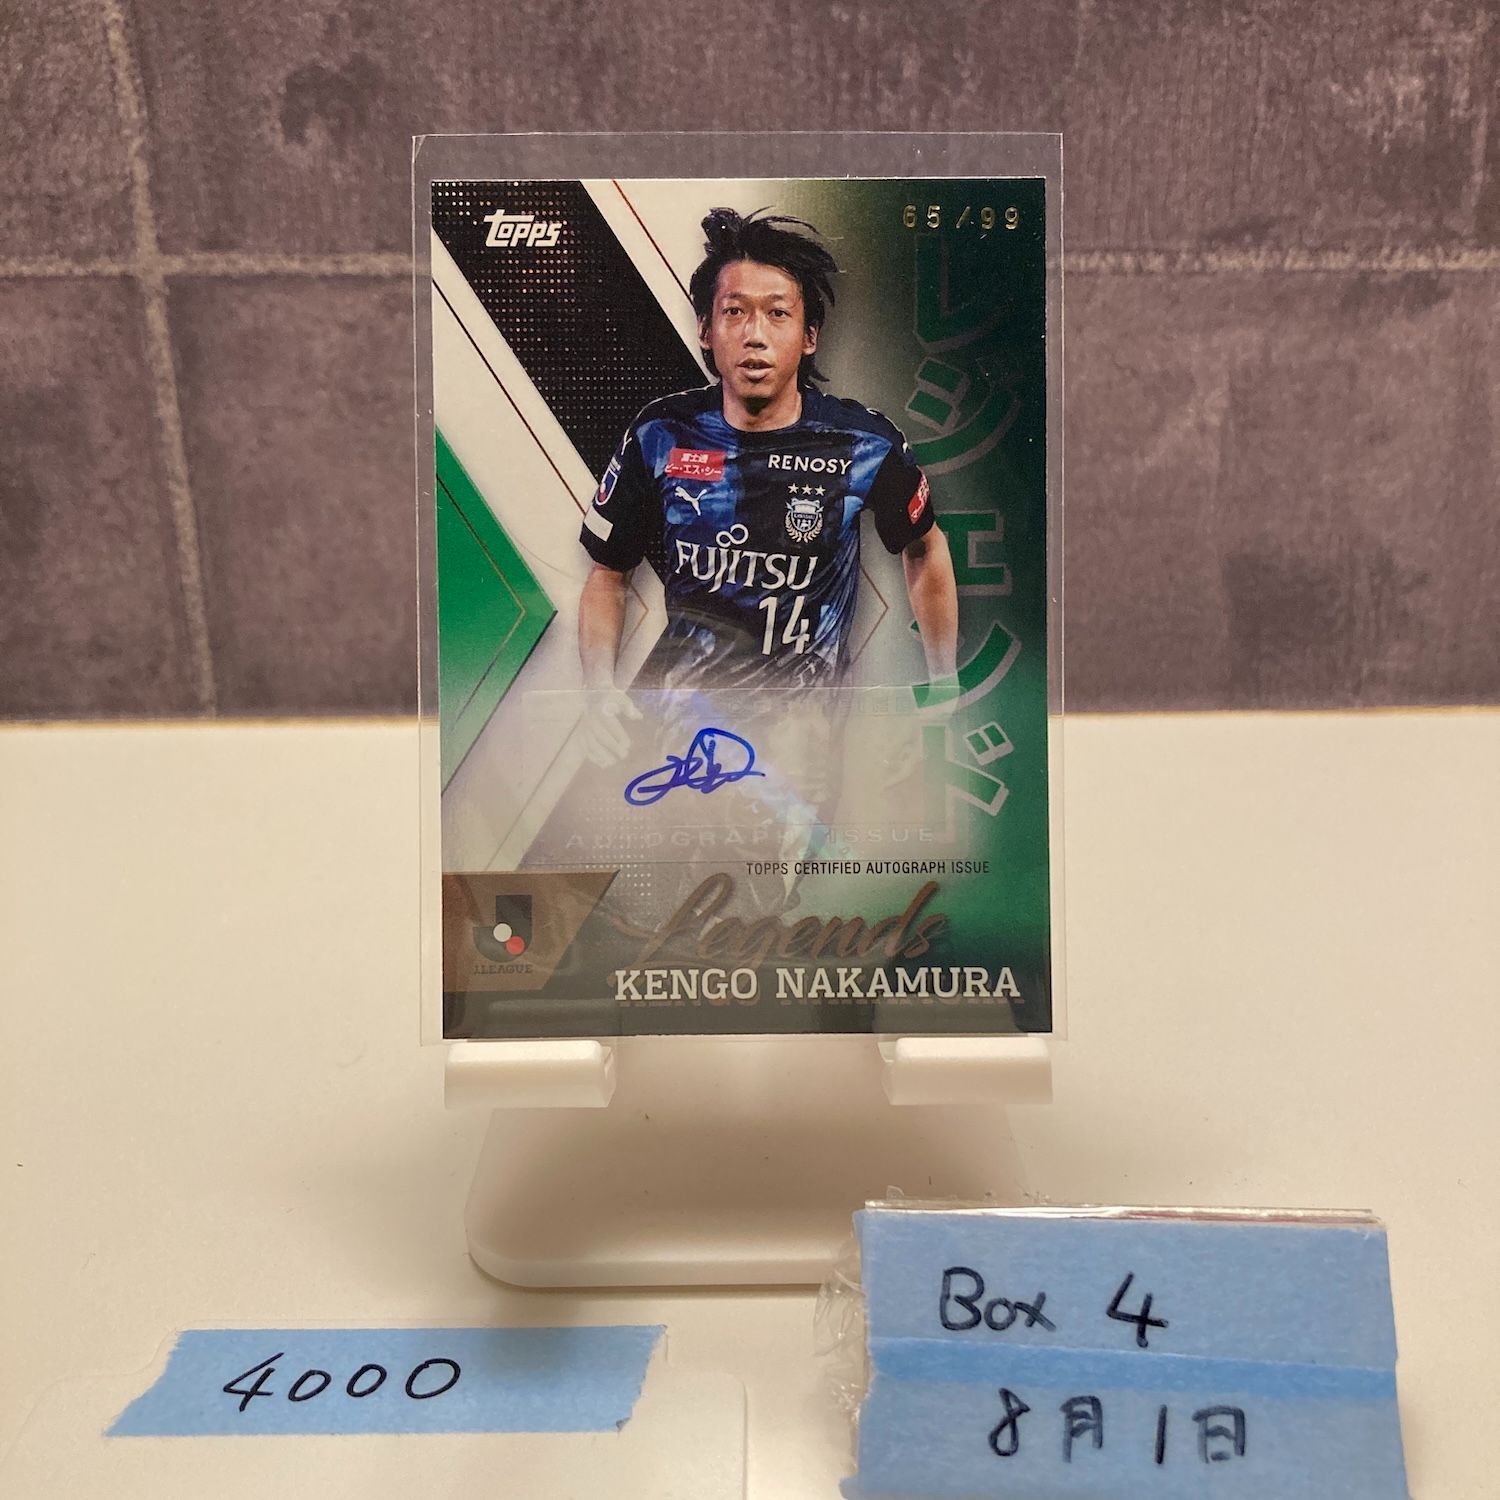 Topps
65/99
レジェンド
富士通
ビー・エス・シー
RENOSY
FUJITSU
14
AUTOGRAPH ISSUE
TOPPS CERTIFIED AUTOGRAPH ISSUE
Legends
J.LEAGUE
KENGO NAKAMURA
4000
Box 4
8月1日